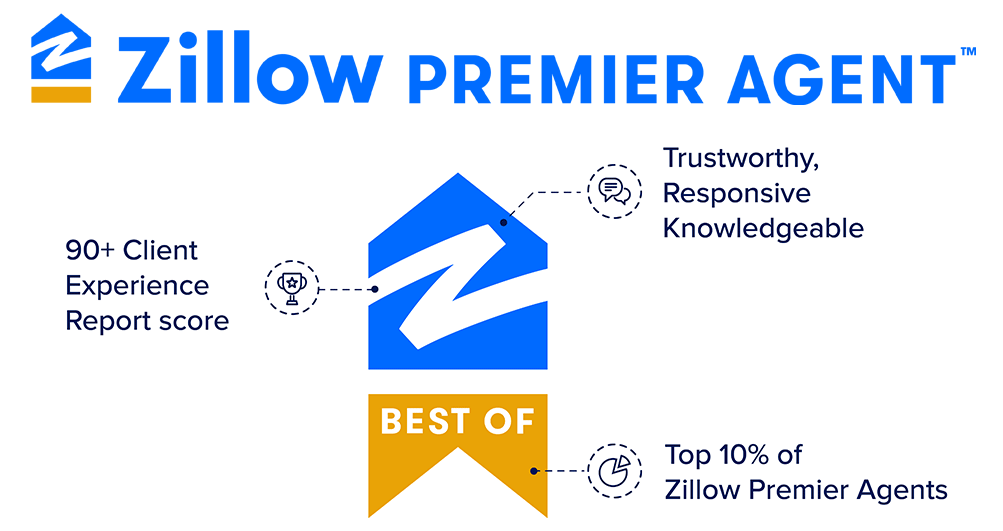 Zillow PREMIER AGENT™
Trustworthy,
Responsive
Knowledgeable
90+ Client
Experience
Report score
BEST OF
Top 10% of
Zillow Premier Agents